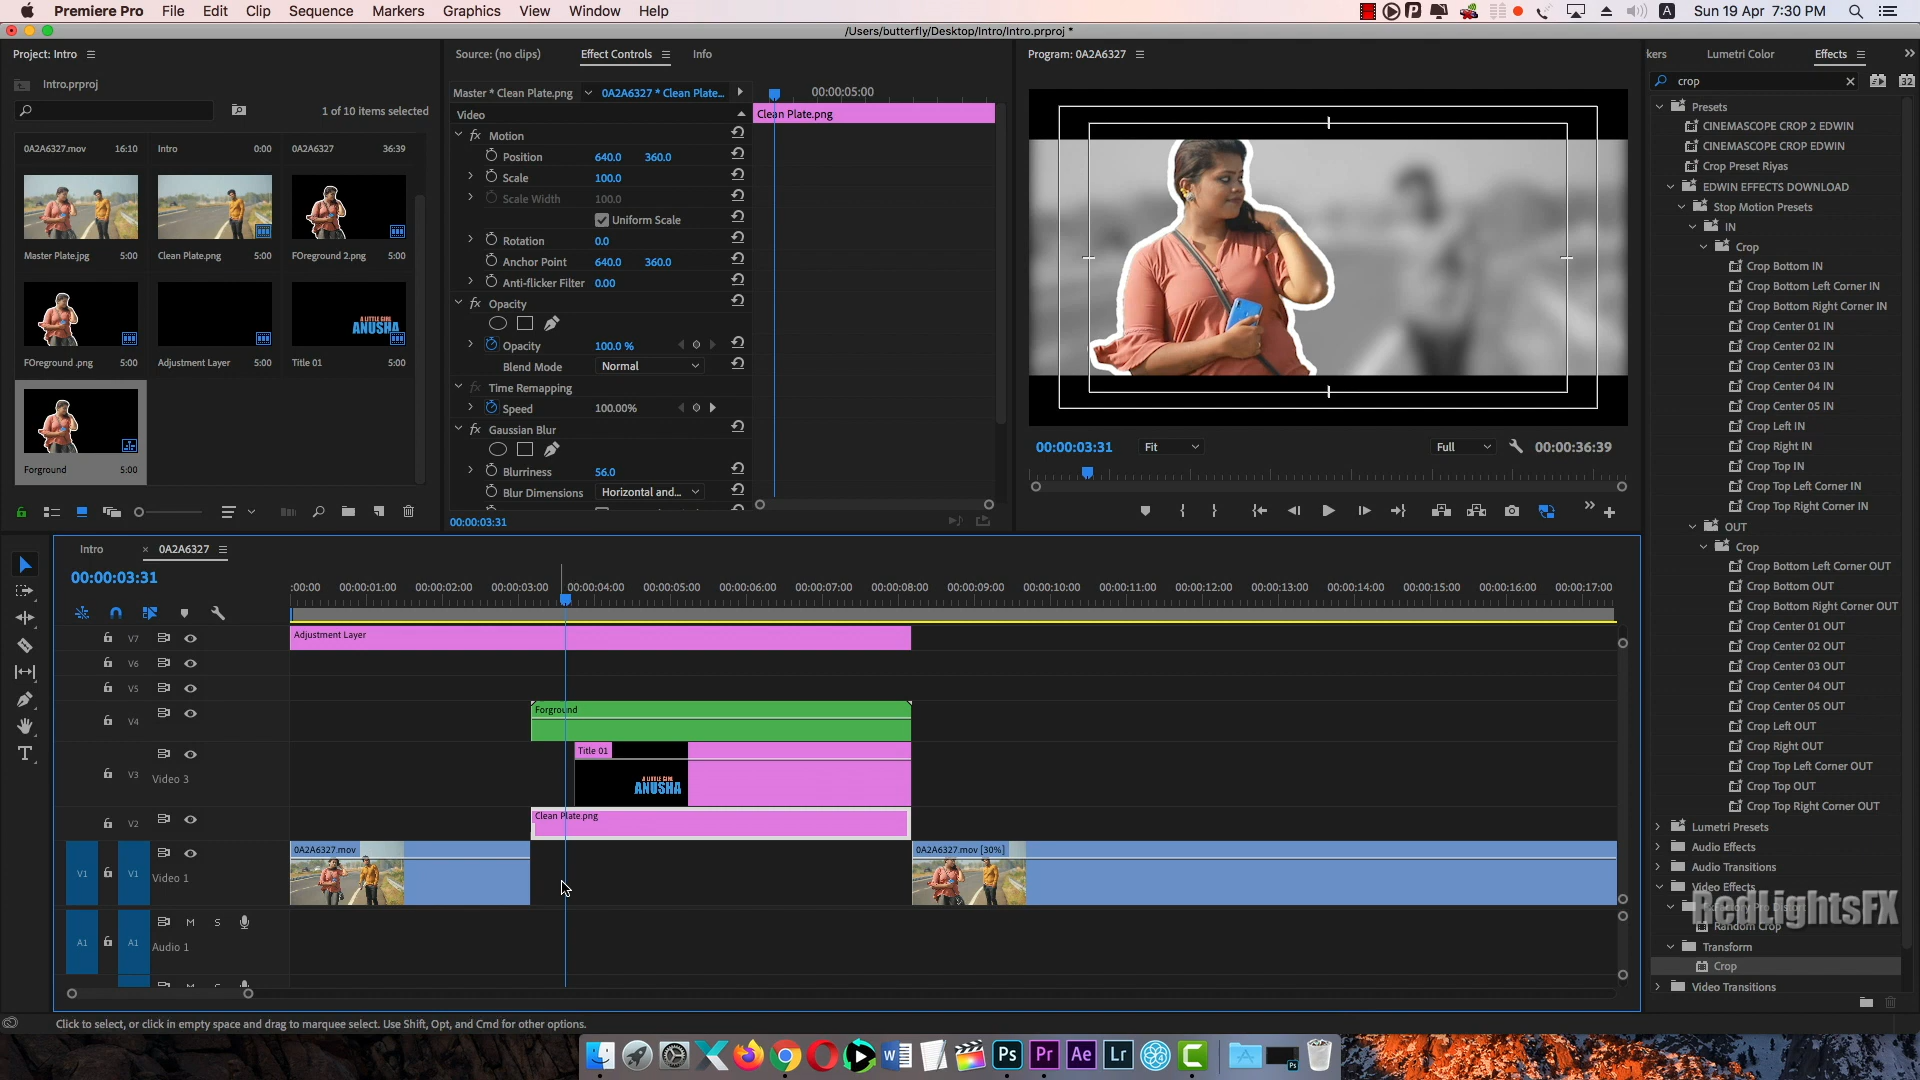 Premiere Pro File Edit Clip Sequence Markers Graphics View Window Help
A Sun 19 Apr 7:30 PM
/Users/butterfly/Desktop/Intro/Intro.prproj *
Project: Intro
Intro.prproj
1 of 10 items selected
0A2A6327.mov 16:10 Intro 0:00 0A2A6327 36:39
Master Plate.jpg 5:00 Clean Plate.png 5:00 FOreground 2.png 5:00
A LITTLE GIRL
ANUSHA
FOreground .png 5:00 Adjustment Layer 5:00 Title 01 5:00
Forground 5:00
Source: (no clips) Effect Controls Info
Master * Clean Plate.png 0A2A6327 * Clean Plate... 00:00:05:00
Video Clean Plate.png
fx Motion
Position 640.0 360.0
Scale 100.0
Scale Width 100.0
Uniform Scale
Rotation 0.0
Anchor Point 640.0 360.0
Anti-flicker Filter 0.00
fx Opacity
Opacity 100.0 %
Blend Mode Normal
fx Time Remapping
Speed 100.00%
fx Gaussian Blur
Blurriness 56.0
Blur Dimensions Horizontal and...
00:00:03:31
Program: 0A2A6327
00:00:03:31 Fit Full 00:00:36:39
kers Lumetri Color Effects
crop 32
Presets
CINEMASCOPE CROP 2 EDWIN
CINEMASCOPE CROP EDWIN
Crop Preset Riyas
EDWIN EFFECTS DOWNLOAD
Stop Motion Presets
IN
Crop
Crop Bottom IN
Crop Bottom Left Corner IN
Crop Bottom Right Corner IN
Crop Center 01 IN
Crop Center 02 IN
Crop Center 03 IN
Crop Center 04 IN
Crop Center 05 IN
Crop Left IN
Crop Right IN
Crop Top IN
Crop Top Left Corner IN
Crop Top Right Corner IN
OUT
Crop
Crop Bottom Left Corner OUT
Crop Bottom OUT
Crop Bottom Right Corner OUT
Crop Center 01 OUT
Crop Center 02 OUT
Crop Center 03 OUT
Crop Center 04 OUT
Crop Center 05 OUT
Crop Left OUT
Crop Right OUT
Crop Top Left Corner OUT
Crop Top OUT
Crop Top Right Corner OUT
Lumetri Presets
Audio Effects
Audio Transitions
Video Effects
RedLightsFX
Random Crop
Transform
Crop
Video Transitions
Intro × 0A2A6327
00:00:03:31
:00:00 00:00:01:00 00:00:02:00 00:00:03:00 00:00:04:00 00:00:05:00 00:00:06:00 00:00:07:00 00:00:08:00 00:00:09:00 00:00:10:00 00:00:11:00 00:00:12:00 00:00:13:00 00:00:14:00 00:00:15:00 00:00:16:00 00:00:17:00
V7 Adjustment Layer
V6
V5
V4 Forground
V3 Video 3 Title 01
A LITTLE GIRL
ANUSHA
V2 Clean Plate.png
V1 V1 Video 1 0A2A6327.mov 0A2A6327.mov [30%]
M S
A1 A1 Audio 1
Click to select, or click in empty space and drag to marquee select. Use Shift, Opt, and Cmd for other options.
W Ps Pr Ae Lr C